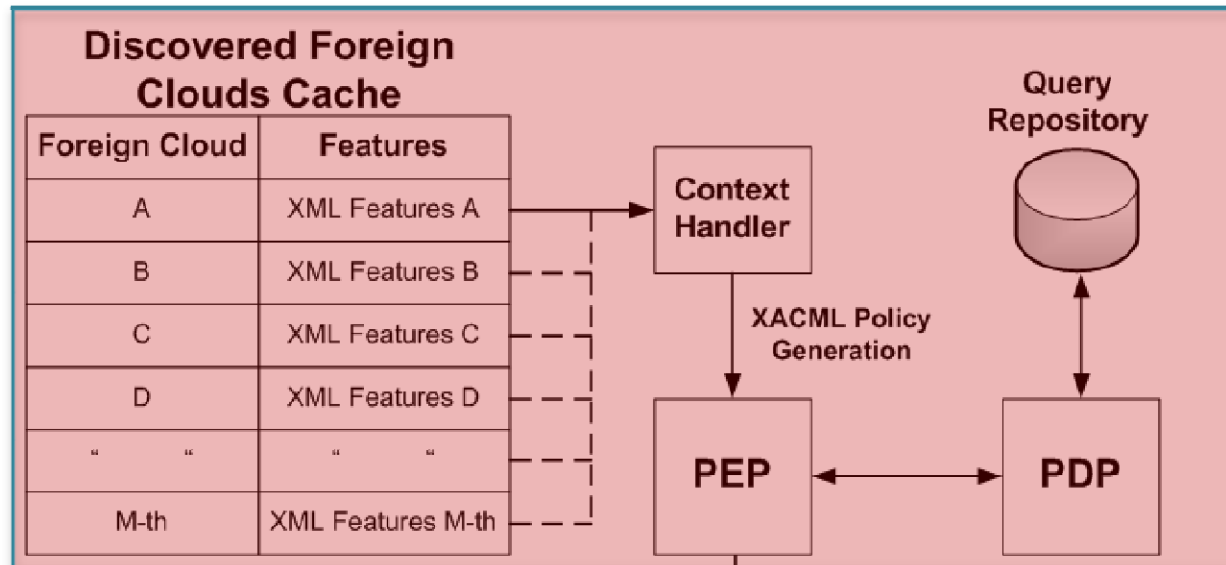 Discovered Foreign
Clouds Cache
Foreign Cloud Features
A XML Features A
B XML Features B
C XML Features C
D XML Features D
“ “ “ “
M-th XML Features M-th
Context
Handler
XACML Policy
Generation
PEP
Query
Repository
PDP